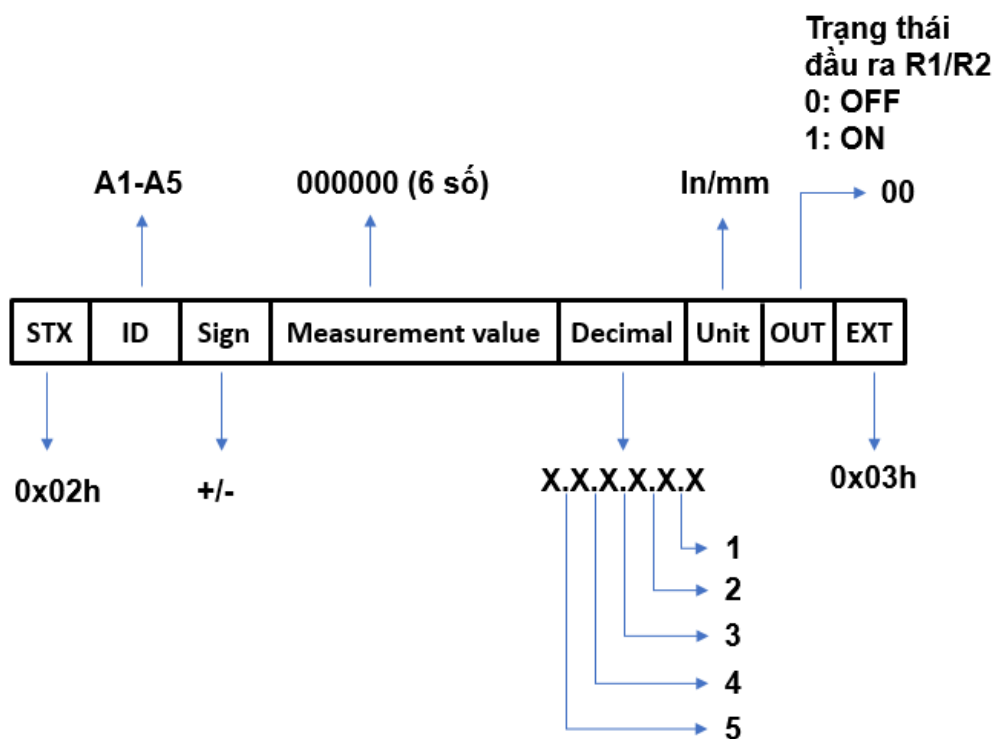 Trạng thái
đầu ra R1/R2
0: OFF
1: ON
A1-A5
000000 (6 số)
In/mm
00
STX
ID
Sign
Measurement value
Decimal
Unit
OUT
EXT
0x02h
+/-
X.X.X.X.X.X
0x03h
1
2
3
4
5